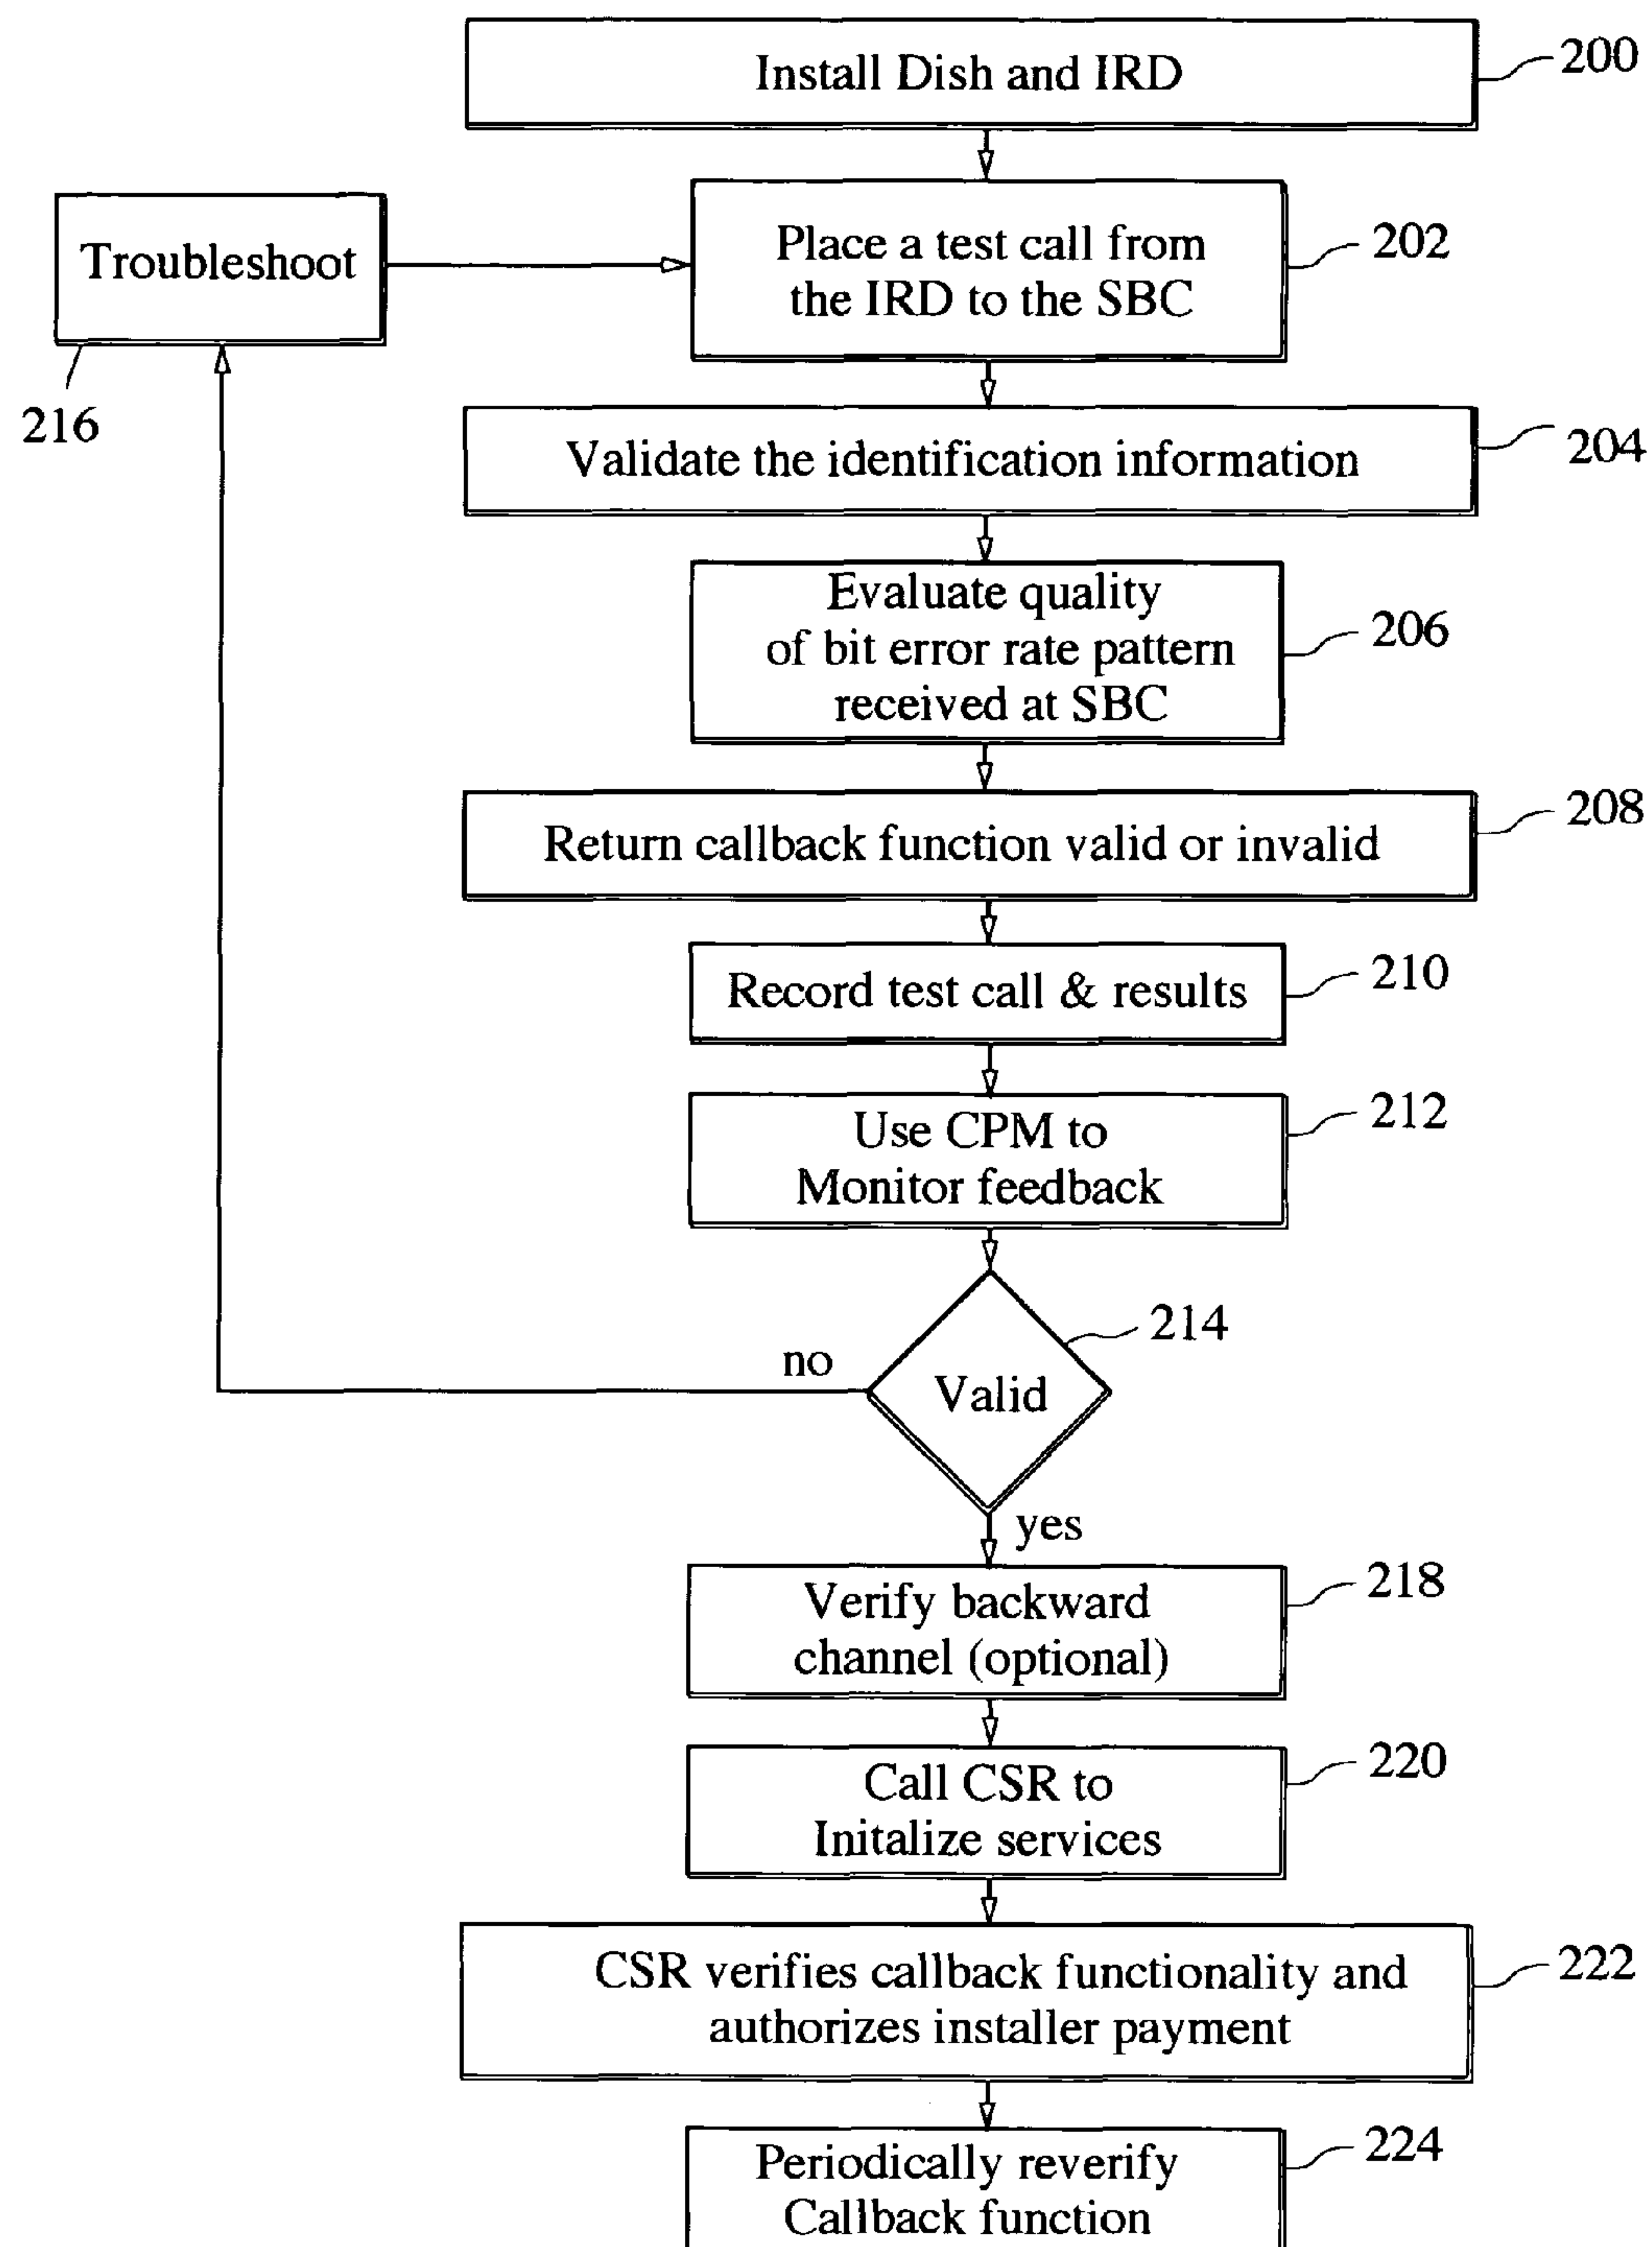 Install Dish and IRD
200
Troubleshoot
216
Place a test call from
the IRD to the SBC
202
Validate the identification information
204
Evaluate quality
of bit error rate pattern
received at SBC
206
Return callback function valid or invalid
208
Record test call & results
210
Use CPM to
Monitor feedback
212
Valid
214
no
yes
Verify backward
channel (optional)
218
Call CSR to
Initalize services
220
CSR verifies callback functionality and
authorizes installer payment
222
Periodically reverify
Callback function
224